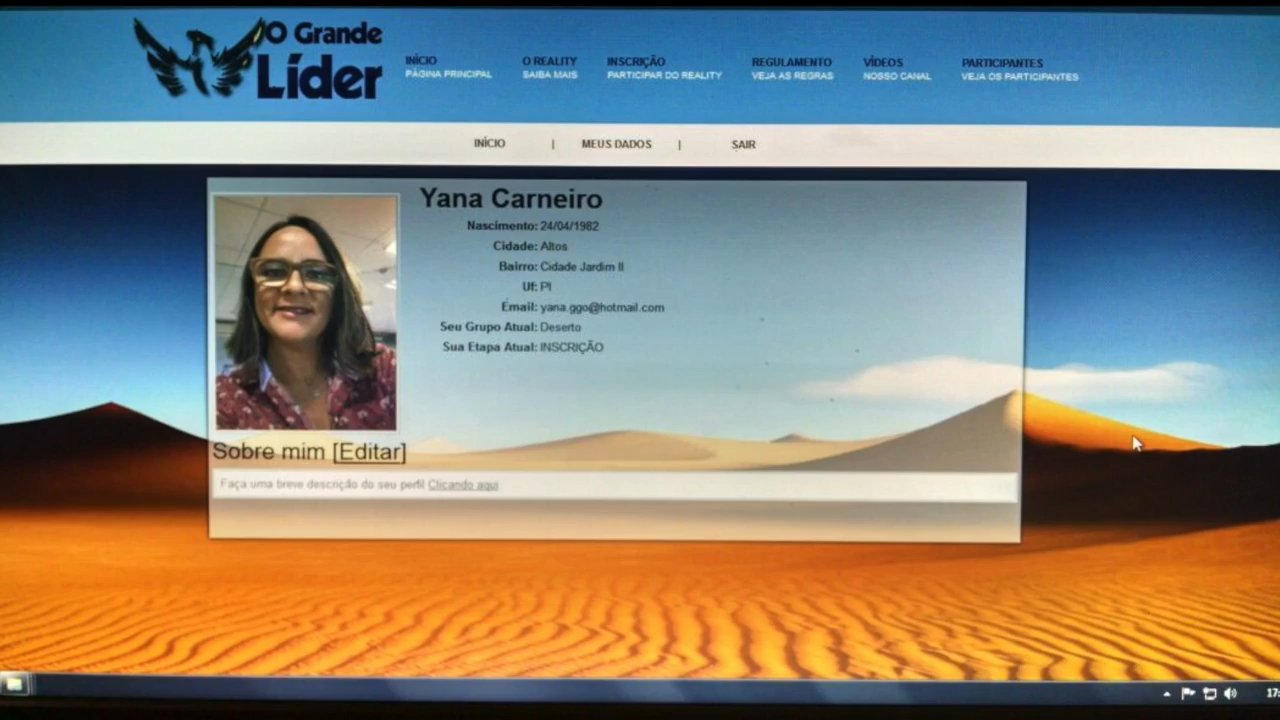 O Grande
Líder
INÍCIO
PÁGINA PRINCIPAL
O REALITY
SAIBA MAIS
INSCRIÇÃO
PARTICIPAR DO REALITY
REGULAMENTO
VEJA AS REGRAS
VÍDEOS
NOSSO CANAL
PARTICIPANTES
VEJA OS PARTICIPANTES
INÍCIO | MEUS DADOS | SAIR
Yana Carneiro
Nascimento: 24/04/1982
Cidade: Altos
Bairro: Cidade Jardim II
Uf: PI
Email: yana.ggo@hotmail.com
Seu Grupo Atual: Deserto
Sua Etapa Atual: INSCRIÇÃO
Sobre mim [Editar]
Faça uma breve descrição do seu perfil Clicando aqui
17: